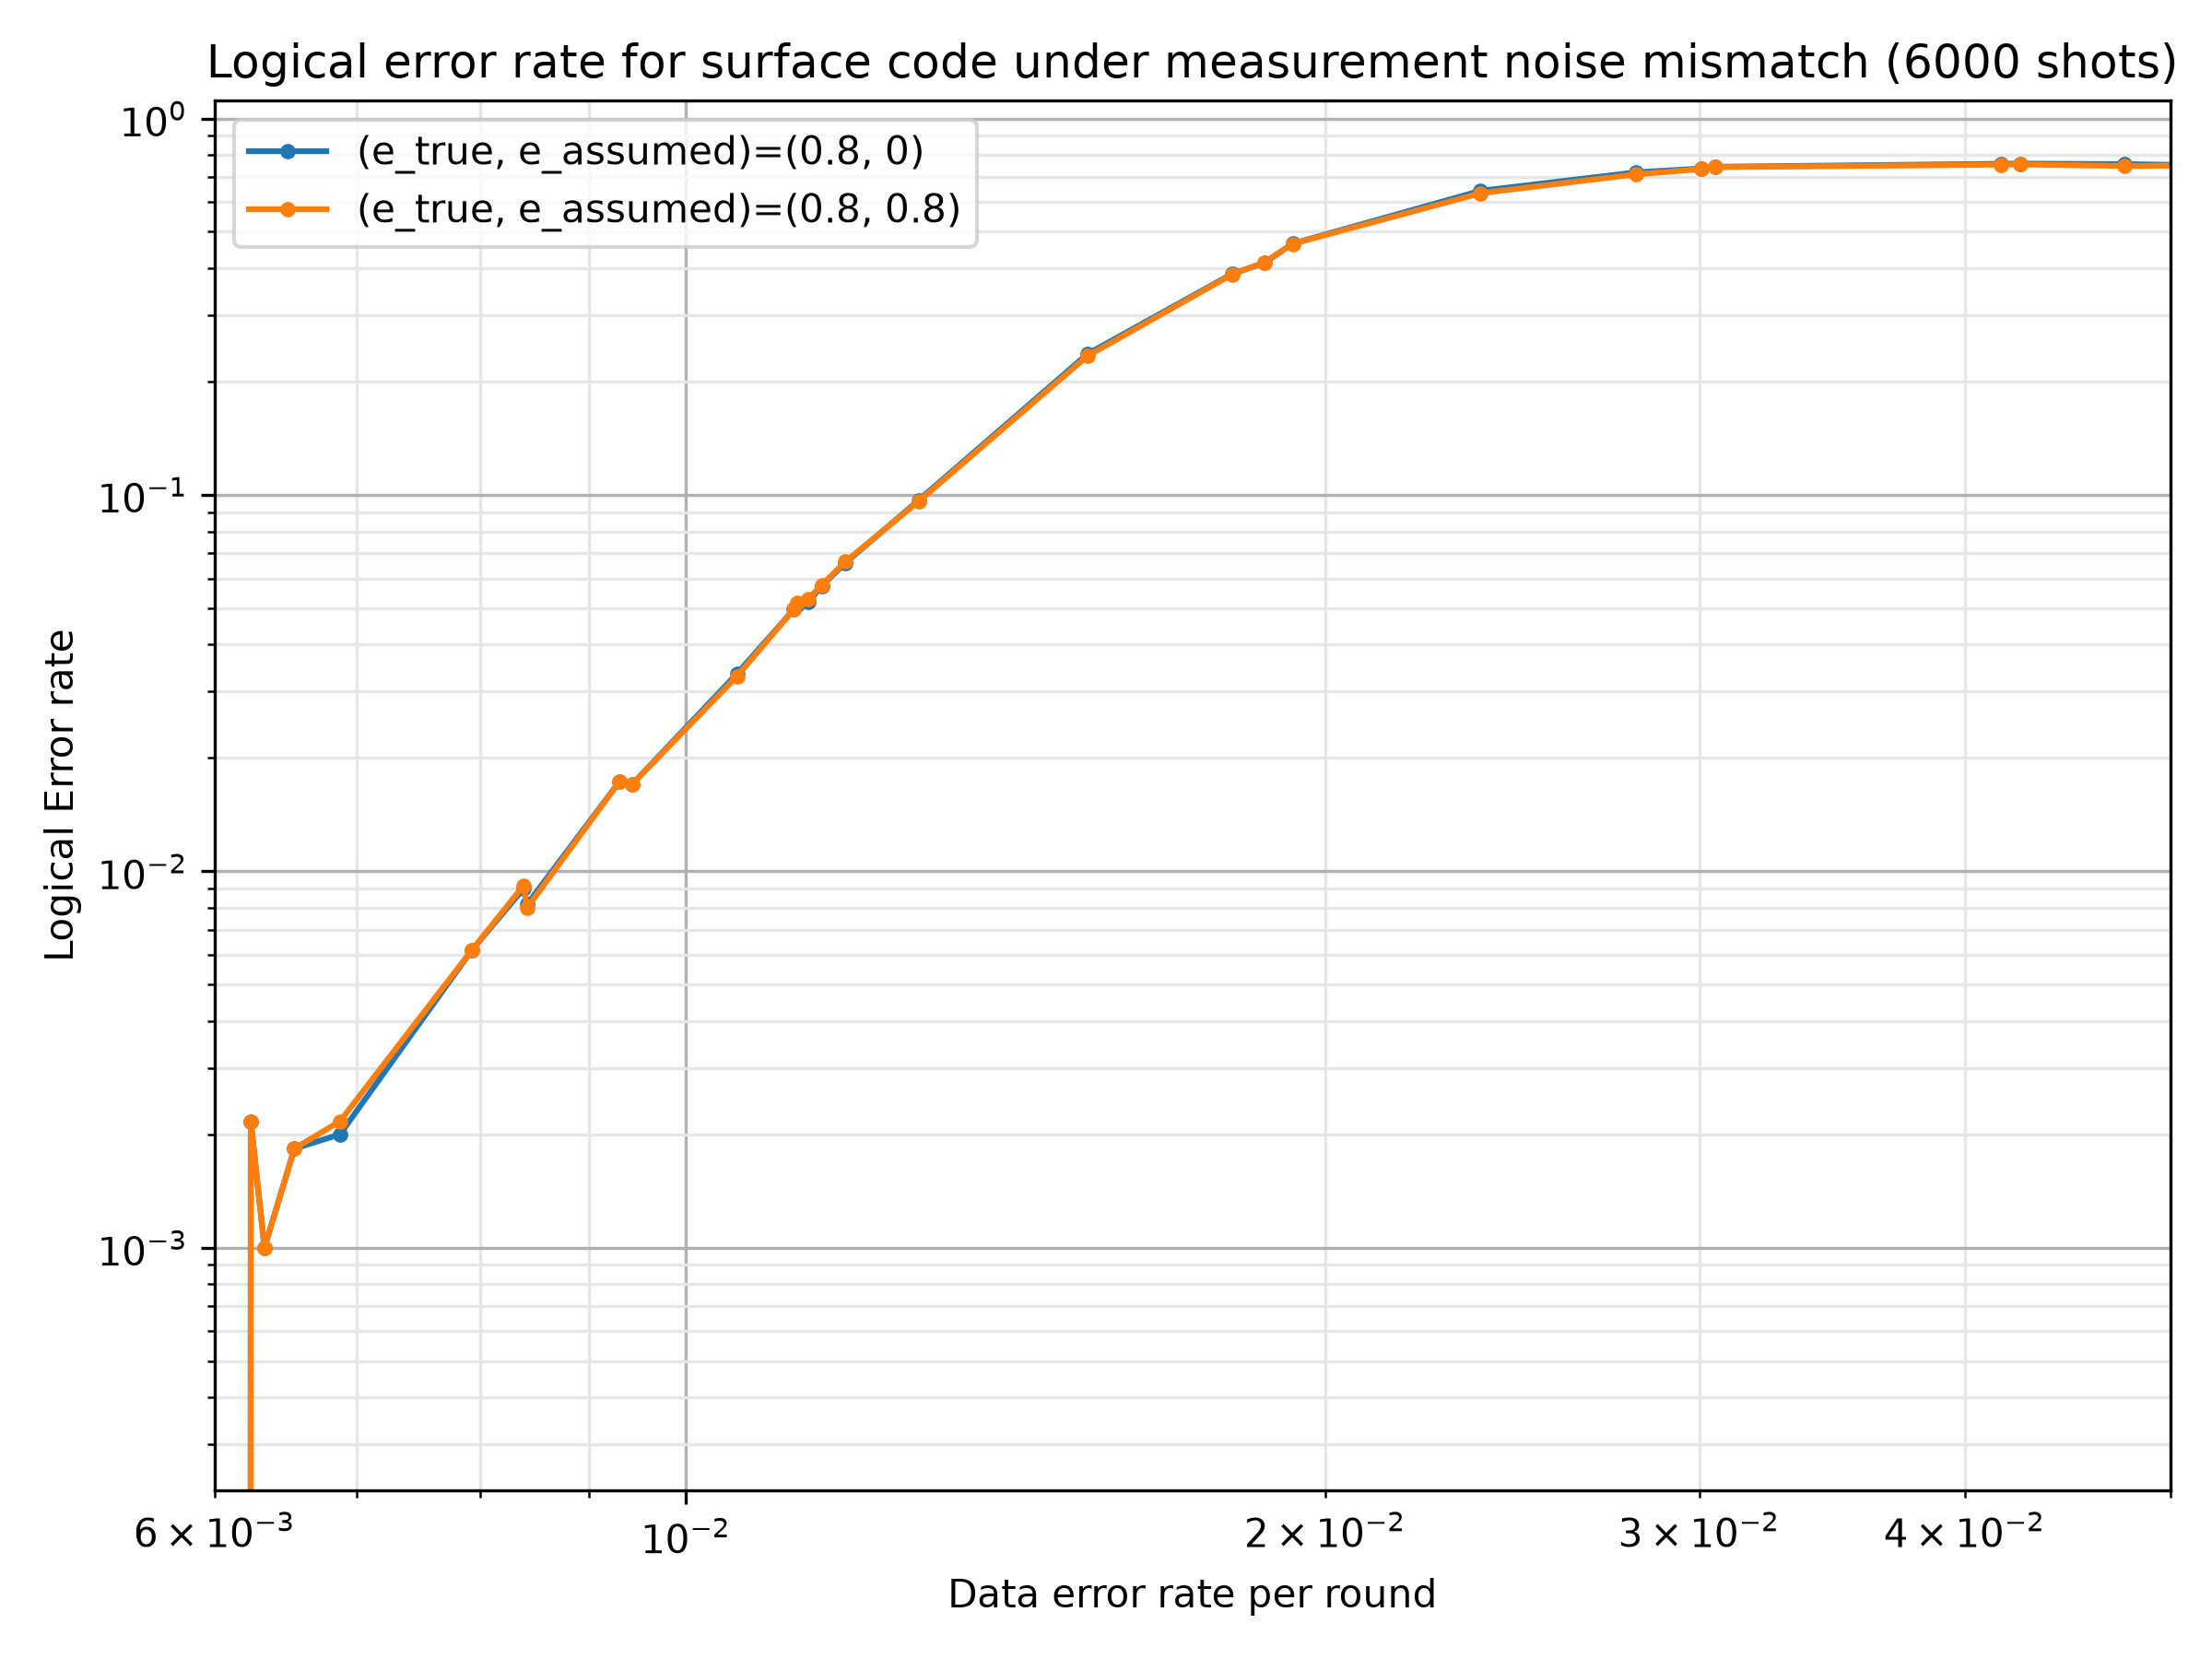 Logical error rate for surface code under measurement noise mismatch (6000 shots)
10⁰
(e_true, e_assumed)=(0.8, 0)
(e_true, e_assumed)=(0.8, 0.8)
10⁻¹
Logical Error rate
10⁻²
10⁻³
6 × 10⁻³
10⁻²
2 × 10⁻²
3 × 10⁻²
4 × 10⁻²
Data error rate per round